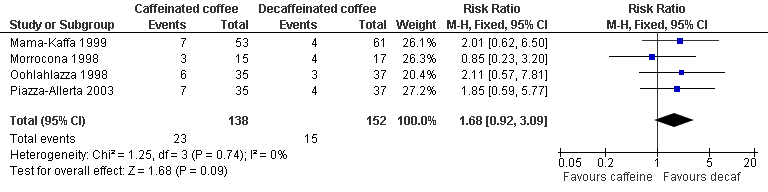 Caffeinated coffee Decaffeinated coffee Risk Ratio Risk Ratio
Study or Subgroup Events Total Events Total Weight M-H, Fixed, 95% CI M-H, Fixed, 95% CI
Mama-Kaffa 1999 7 53 4 61 26.1% 2.01 [0.62, 6.50]
Morrocona 1998 3 15 4 17 26.3% 0.85 [0.23, 3.20]
Oohlahlazza 1998 6 35 3 37 20.4% 2.11 [0.57, 7.81]
Piazza-Allerta 2003 7 35 4 37 27.2% 1.85 [0.59, 5.77]
Total (95% CI) 138 152 100.0% 1.68 [0.92, 3.09]
Total events 23 15
Heterogeneity: Chi² = 1.25, df = 3 (P = 0.74); I² = 0%
Test for overall effect: Z = 1.68 (P = 0.09)
0.05 0.2 1 5 20
Favours caffeine Favours decaf